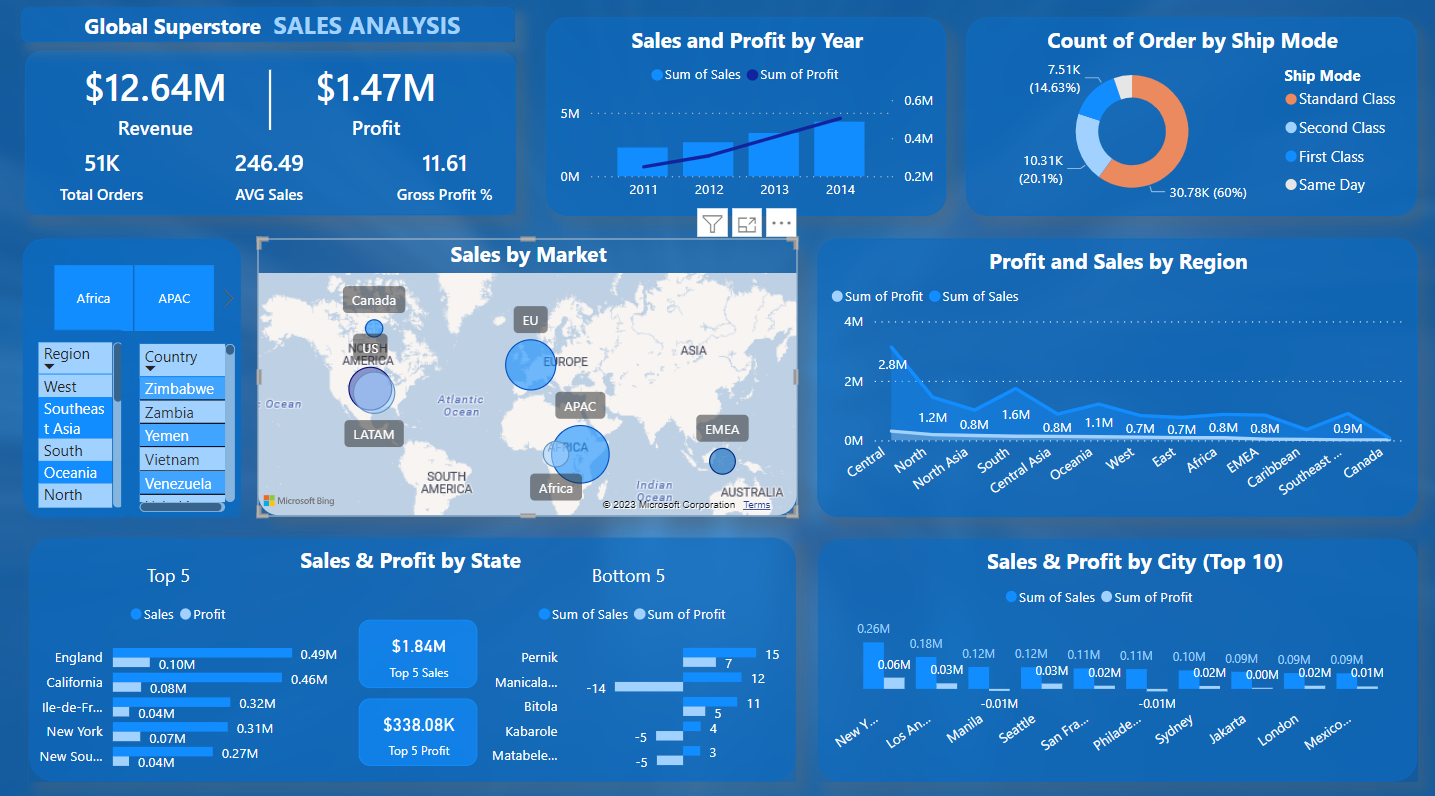 Global Superstore SALES ANALYSIS
$12.64M
Revenue
$1.47M
Profit
51K
Total Orders
246.49
AVG Sales
11.61
Gross Profit %
Sales and Profit by Year
Sum of Sales Sum of Profit
5M
0M
0.6M
0.4M
0.2M
2011 2012 2013 2014
Count of Order by Ship Mode
7.51K
(14.63%)
10.31K
(20.1%)
30.78K (60%)
Ship Mode
Standard Class
Second Class
First Class
Same Day
Africa APAC
Region
West
Southeas
t Asia
South
Oceania
North
Country
Zimbabwe
Zambia
Yemen
Vietnam
Venezuela
Sales by Market
Canada
US
NORTH
AMERICA
LATAM
EU
EUROPE
ASIA
APAC
AFRICA
Africa
EMEA
Ocean
Atlantic
Ocean
SOUTH
AMERICA
Indian
Ocean
AUSTRALIA
Microsoft Bing
© 2023 Microsoft Corporation Terms
Profit and Sales by Region
Sum of Profit Sum of Sales
4M
2M
0M
2.8M
1.2M
0.8M
1.6M
0.8M
1.1M
0.7M
0.7M
0.8M
0.8M
0.9M
Central
North
North Asia
South
Central Asia
Oceania
West
East
Africa
EMEA
Caribbean
Southeast ...
Canada
Sales & Profit by State
Top 5
Sales Profit
England 0.49M
0.10M
California 0.46M
0.08M
Ile-de-Fr... 0.32M
0.04M
New York 0.31M
0.07M
New Sou... 0.27M
0.04M
$1.84M
Top 5 Sales
$338.08K
Top 5 Profit
Bottom 5
Sum of Sales Sum of Profit
Pernik 15
7
Manicala... 12
-14
Bitola 11
5
Kabarole 4
-5
Matabele... 3
-5
Sales & Profit by City (Top 10)
Sum of Sales Sum of Profit
0.26M
0.06M
0.18M
0.03M
0.12M
-0.01M
0.12M
0.03M
0.11M
0.02M
0.11M
-0.01M
0.10M
0.02M
0.09M
0.00M
0.09M
0.02M
0.09M
0.01M
New Y...
Los An...
Manila
Seattle
San Fra...
Philade...
Sydney
Jakarta
London
Mexico...